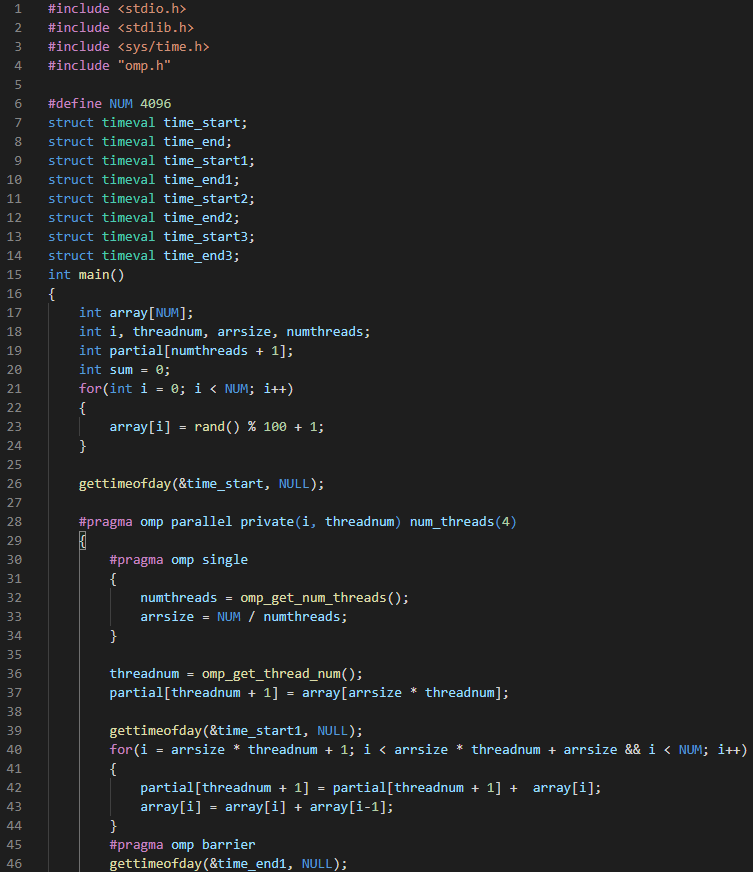 1 #include <stdio.h>
2 #include <stdlib.h>
3 #include <sys/time.h>
4 #include "omp.h"
5
6 #define NUM 4096
7 struct timeval time_start;
8 struct timeval time_end;
9 struct timeval time_start1;
10 struct timeval time_end1;
11 struct timeval time_start2;
12 struct timeval time_end2;
13 struct timeval time_start3;
14 struct timeval time_end3;
15 int main()
16 {
17     int array[NUM];
18     int i, threadnum, arrsize, numthreads;
19     int partial[numthreads + 1];
20     int sum = 0;
21     for(int i = 0; i < NUM; i++)
22     {
23         array[i] = rand() % 100 + 1;
24     }
25
26     gettimeofday(&time_start, NULL);
27
28     #pragma omp parallel private(i, threadnum) num_threads(4)
29     {
30         #pragma omp single
31         {
32             numthreads = omp_get_num_threads();
33             arrsize = NUM / numthreads;
34         }
35
36         threadnum = omp_get_thread_num();
37         partial[threadnum + 1] = array[arrsize * threadnum];
38
39         gettimeofday(&time_start1, NULL);
40         for(i = arrsize * threadnum + 1; i < arrsize * threadnum + arrsize && i < NUM; i++)
41         {
42             partial[threadnum + 1] = partial[threadnum + 1] +  array[i];
43             array[i] = array[i] + array[i-1];
44         }
45         #pragma omp barrier
46         gettimeofday(&time_end1, NULL);